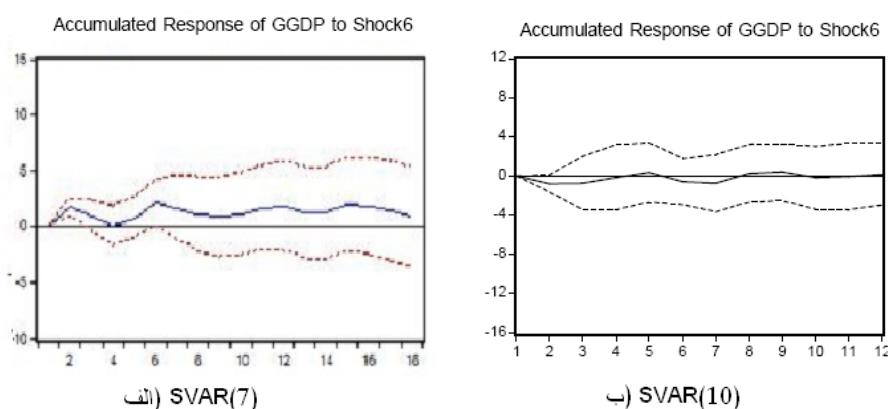 Accumulated Response of GGDP to Shock6
15
10
5
0
-5
-10
2 4 6 8 10 12 14 16 18
الف) SVAR(7)
Accumulated Response of GGDP to Shock6
12
8
4
0
-4
-8
-12
-16
1 2 3 4 5 6 7 8 9 10 11 12
ب) SVAR(10)